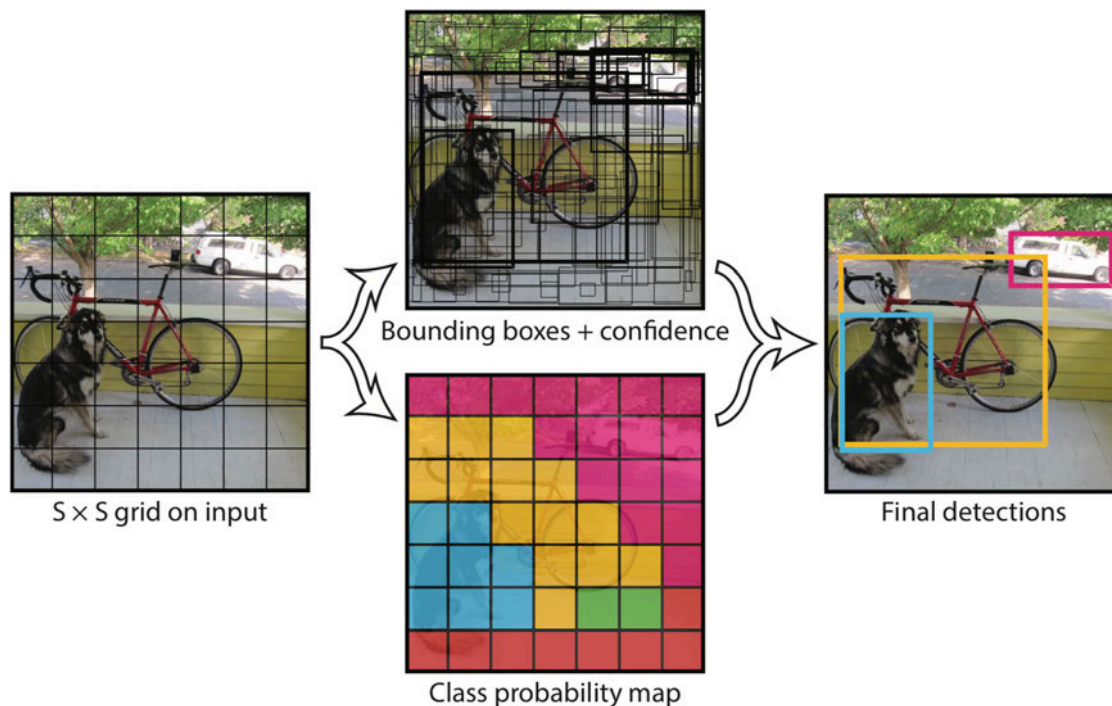 Bounding boxes + confidence
S × S grid on input
Final detections
Class probability map